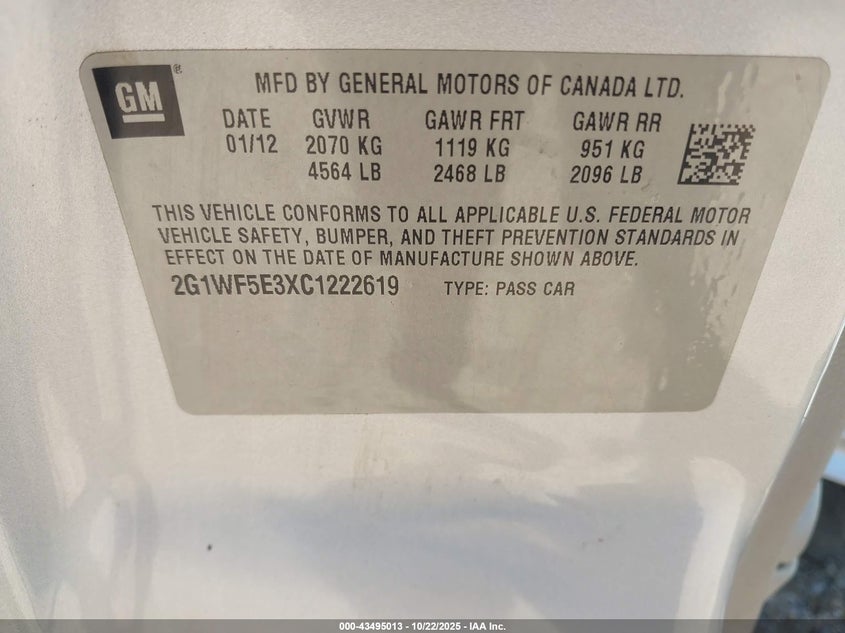 GM®
MFD BY GENERAL MOTORS OF CANADA LTD.
DATE GVWR GAWR FRT GAWR RR
01/12 2070 KG 1119 KG 951 KG
4564 LB 2468 LB 2096 LB
THIS VEHICLE CONFORMS TO ALL APPLICABLE U.S. FEDERAL MOTOR
VEHICLE SAFETY, BUMPER, AND THEFT PREVENTION STANDARDS IN
EFFECT ON THE DATE OF MANUFACTURE SHOWN ABOVE.
2G1WF5E3XC1222619 TYPE: PASS CAR
000-43495013 - 10/22/2025 - IAA Inc.